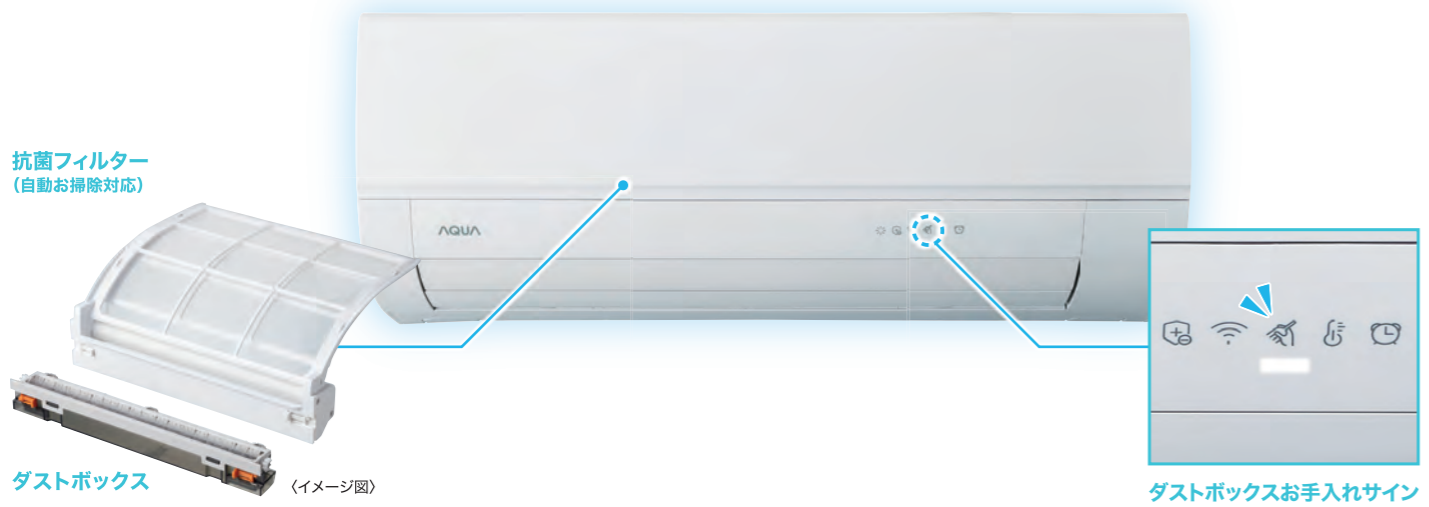 抗菌フィルター
（自動お掃除対応）
AQUA
ダストボックス
〈イメージ図〉
ダストボックスお手入れサイン